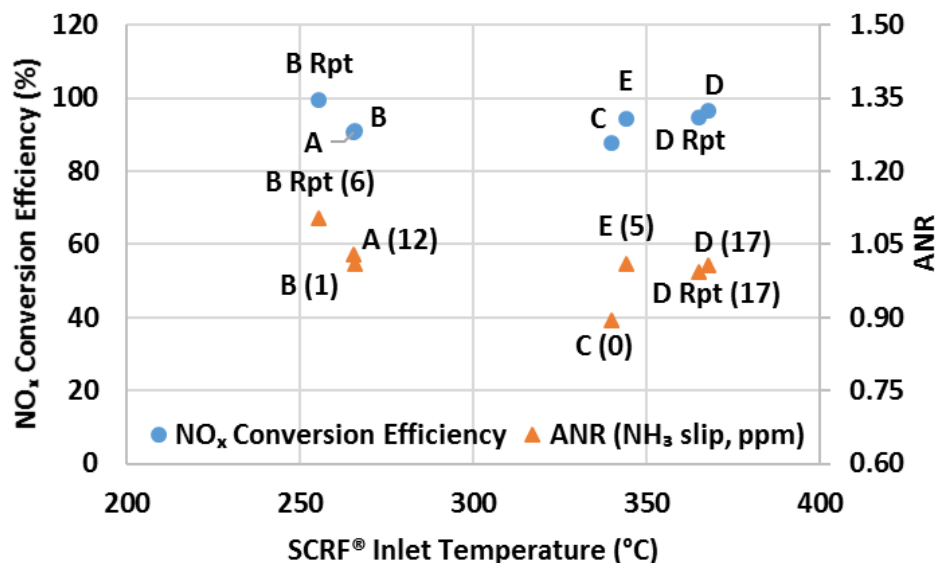 120
1.50
B Rpt
D
100
1.35
E
B
C
A
D Rpt
80
1.20
B Rpt (6)
NOₓ Conversion Effciency (%)
ANR
60
1.05
E (5)
A (12)
D (17)
B (1)
D Rpt (17)
40
0.90
C (0)
20
0.75
NOₓ Conversion Efficiency
ANR (NH₃ slip, ppm)
0
0.60
200
250
300
350
400
SCRF® Inlet Temperature (°C)